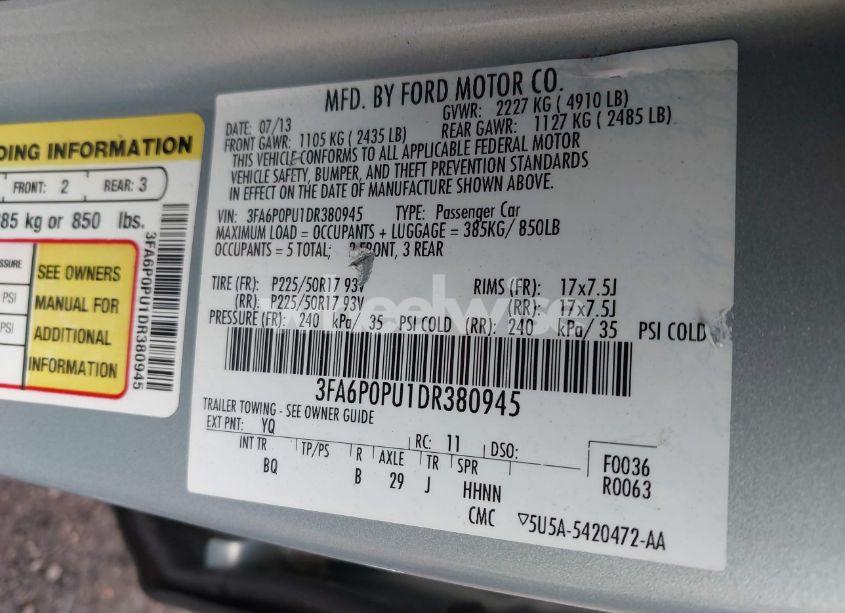 DING INFORMATION
FRONT: 2 REAR: 3
85 kg or 850 lbs.
SSURE SEE OWNERS
PSI MANUAL FOR
PSI ADDITIONAL
INFORMATION
3FA6P0PU1DR380945
MFD. BY FORD MOTOR CO.
DATE: 07/13 GVWR: 2227 KG ( 4910 LB)
FRONT GAWR: 1105 KG ( 2435 LB) REAR GAWR: 1127 KG ( 2485 LB)
THIS VEHICLE CONFORMS TO ALL APPLICABLE FEDERAL MOTOR
VEHICLE SAFETY, BUMPER, AND THEFT PREVENTION STANDARDS
IN EFFECT ON THE DATE OF MANUFACTURE SHOWN ABOVE.
VIN: 3FA6P0PU1DR380945 TYPE: Passenger Car
MAXIMUM LOAD = OCCUPANTS + LUGGAGE = 385KG/ 850LB
OCCUPANTS = 5 TOTAL; 2 FRONT, 3 REAR
TIRE (FR): P225/50R17 93V RIMS (FR): 17x7.5J
(RR): P225/50R17 93V (RR): 17x7.5J
PRESSURE (FR): 240 kPa/ 35 PSI COLD (RR): 240 kPa/ 35 PSI COLD
wheelwise
3FA6P0PU1DR380945
TRAILER TOWING - SEE OWNER GUIDE
EXT PNT: YQ RC: 11 DSO:
INT TR TP/PS R AXLE TR SPR F0036
BQ B 29 J HHNN R0063
CMC ▽5U5A-5420472-AA